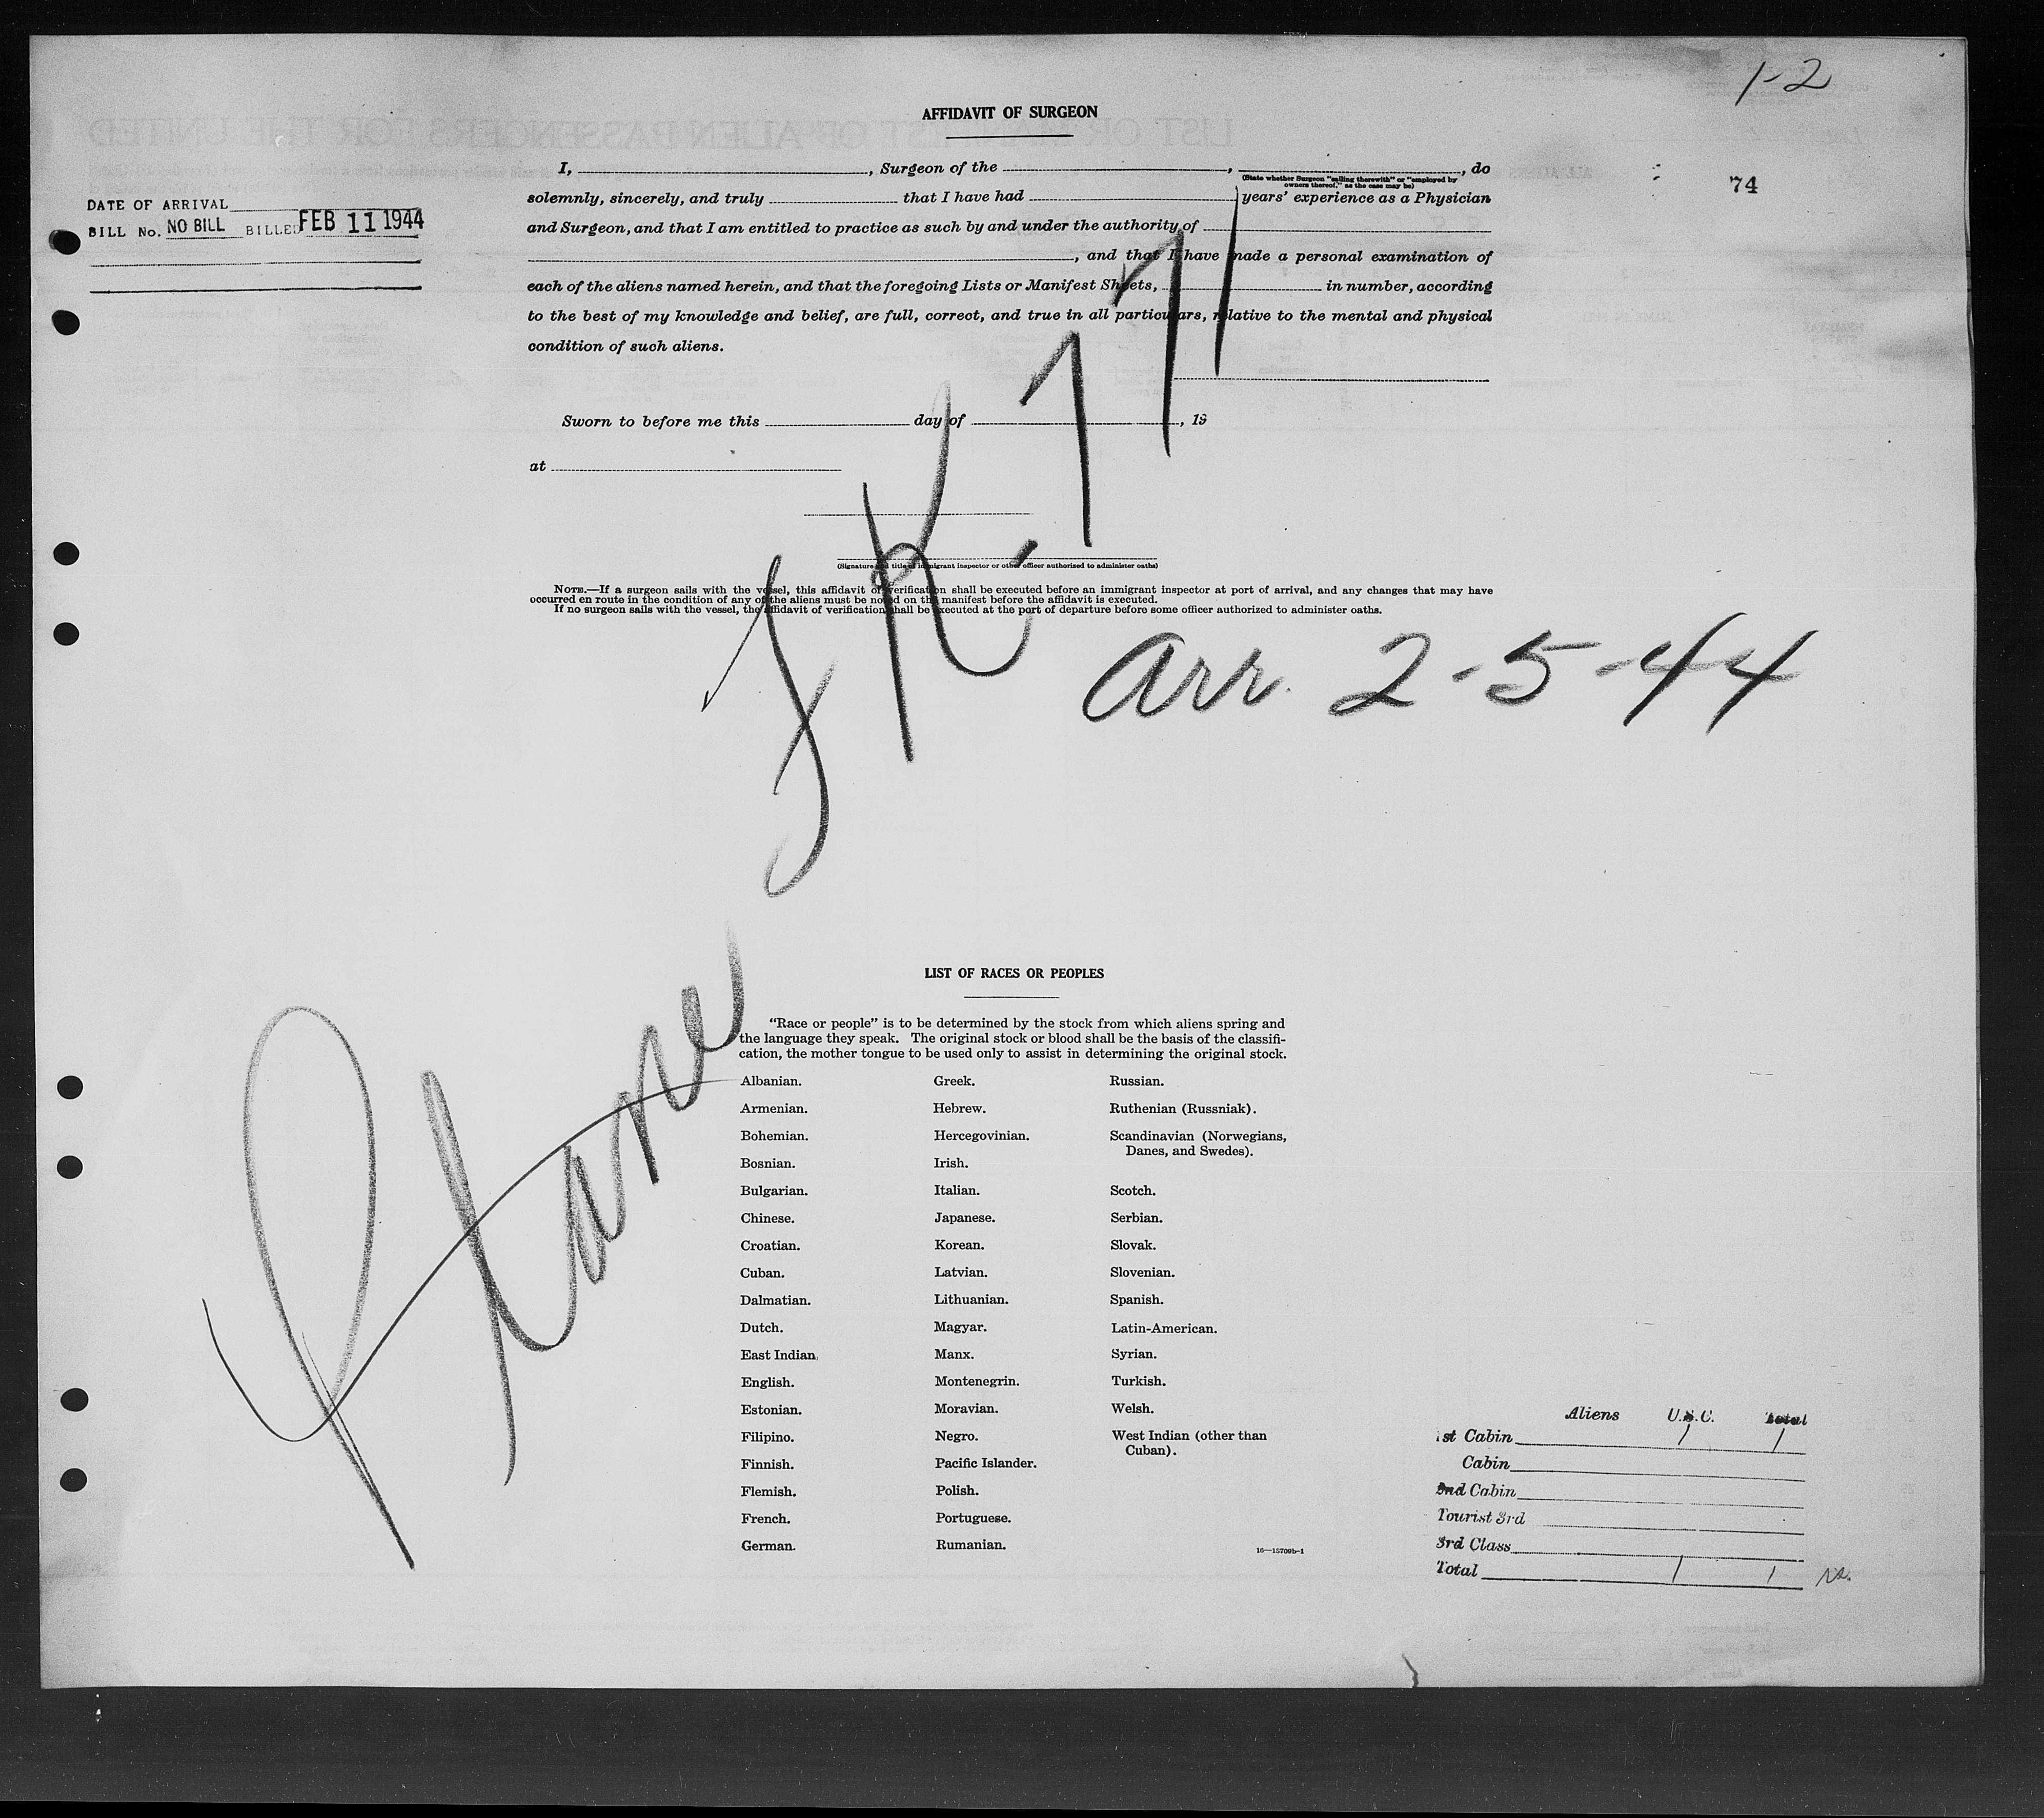 1-2
AFFIDAVIT OF SURGEON
74
I, , Surgeon of the , , do
(State whether Surgeon "sailing therewith" or "employed by
owners thereof," as the case may be)
solemnly, sincerely, and truly that I have had years' experience as a Physician
and Surgeon, and that I am entitled to practice as such by and under the authority of
, and that I have made a personal examination of
each of the aliens named herein, and that the foregoing Lists or Manifest Sheets, in number, according
to the best of my knowledge and belief, are full, correct, and true in all particulars, relative to the mental and physical
condition of such aliens.
DATE OF ARRIVAL
BILL No. NO BILL BILLED FEB 11 1944
Sworn to before me this day of , 19
at
(Signature and title of immigrant inspector or other officer authorized to administer oaths)
NOTE.—If a surgeon sails with the vessel, this affidavit of verification shall be executed before an immigrant inspector at port of arrival, and any changes that may have
occurred en route in the condition of any of the aliens must be noted on the manifest before the affidavit is executed.
If no surgeon sails with the vessel, the affidavit of verification shall be executed at the port of departure before some officer authorized to administer oaths.
Plane
arr. 2-5-44
LIST OF RACES OR PEOPLES
"Race or people" is to be determined by the stock from which aliens spring and
the language they speak. The original stock or blood shall be the basis of the classifi-
cation, the mother tongue to be used only to assist in determining the original stock.
Albanian.
Armenian.
Bohemian.
Bosnian.
Bulgarian.
Chinese.
Croatian.
Cuban.
Dalmatian.
Dutch.
East Indian.
English.
Estonian.
Filipino.
Finnish.
Flemish.
French.
German.
Greek.
Hebrew.
Hercegovinian.
Irish.
Italian.
Japanese.
Korean.
Latvian.
Lithuanian.
Magyar.
Manx.
Montenegrin.
Moravian.
Negro.
Pacific Islander.
Polish.
Portuguese.
Rumanian.
Russian.
Ruthenian (Russniak).
Scandinavian (Norwegians,
Danes, and Swedes).
Scotch.
Serbian.
Slovak.
Slovenian.
Spanish.
Latin-American.
Syrian.
Turkish.
Welsh.
West Indian (other than
Cuban).
16—15709b-1
Aliens U.S.C. Total
1st Cabin 1 1
Cabin
2nd Cabin
Tourist 3rd
3rd Class
Total 1 1